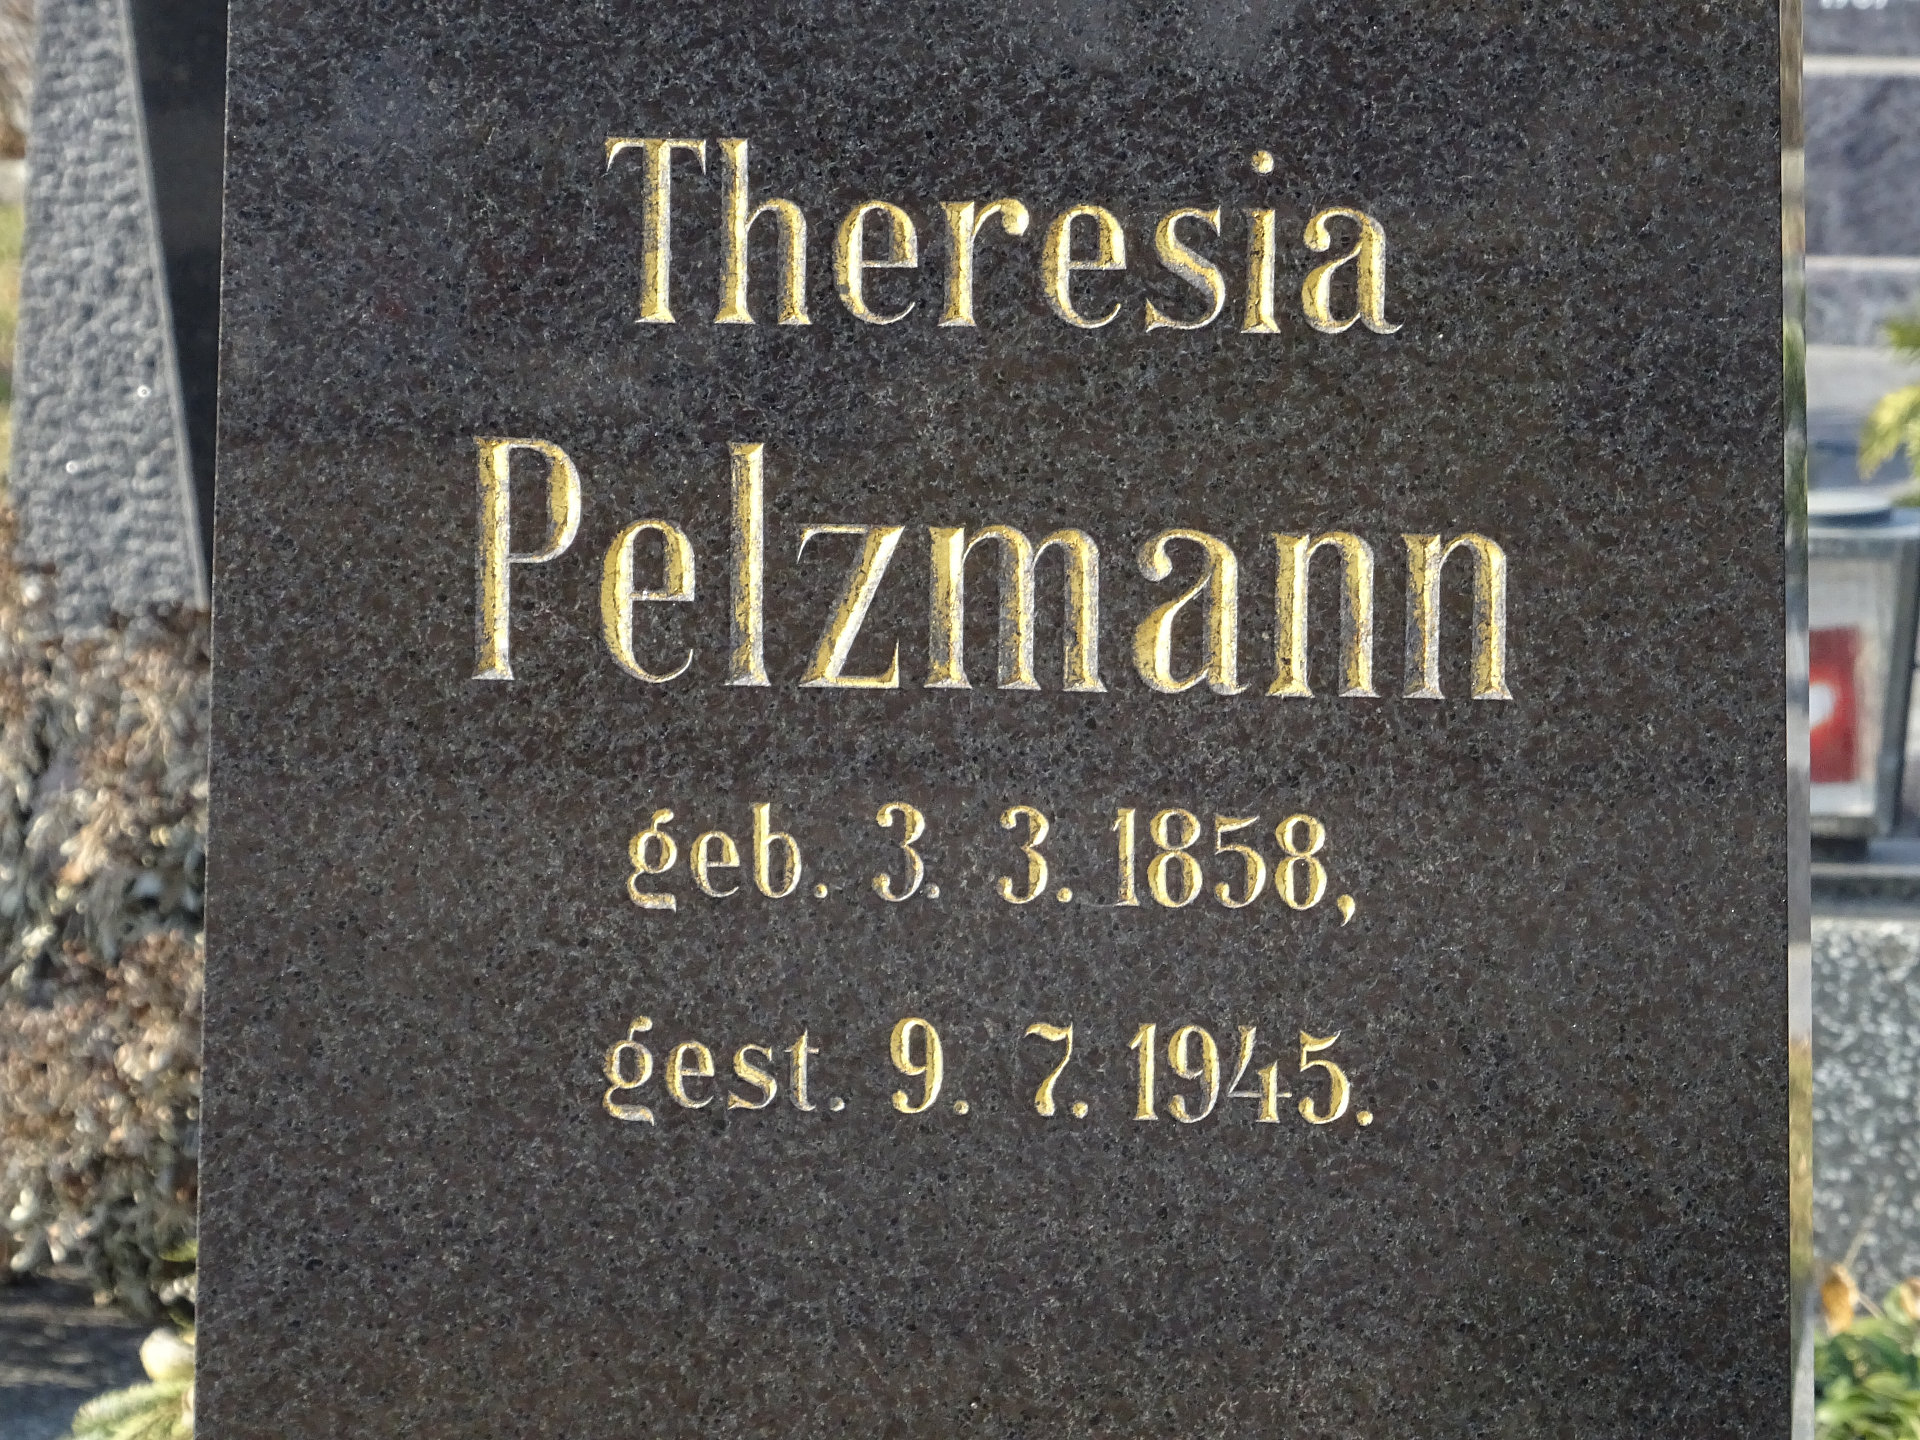 Theresia
Pelzmann
geb. 3. 3. 1858,
gest. 9. 7. 1945.